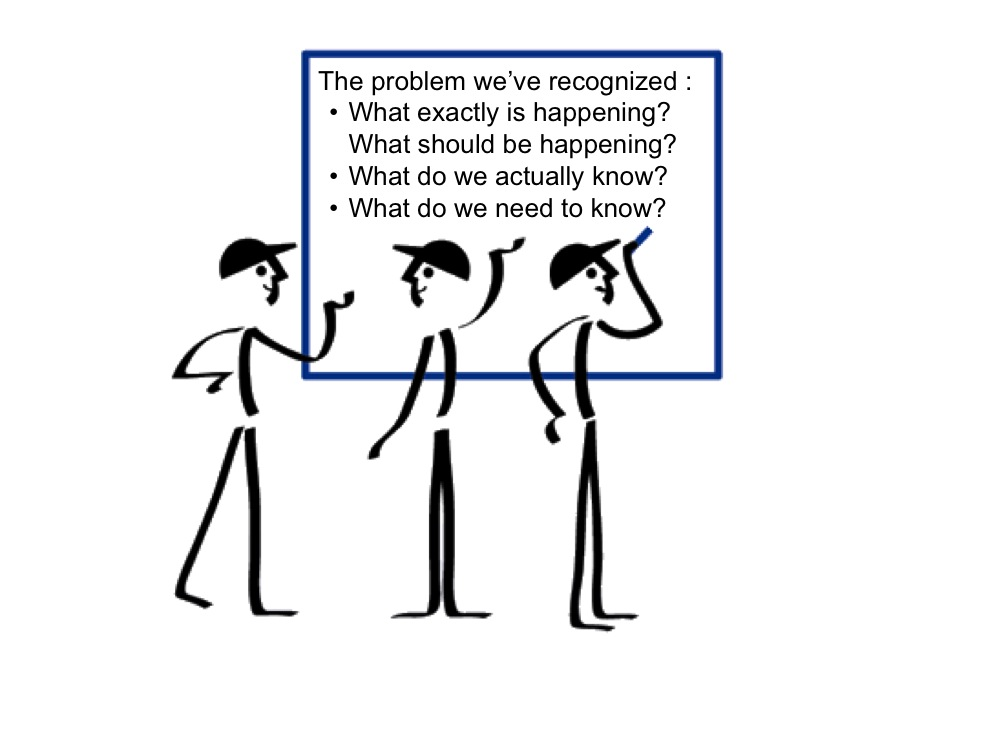 The problem we’ve recognized :
• What exactly is happening?
What should be happening?
• What do we actually know?
• What do we need to know?